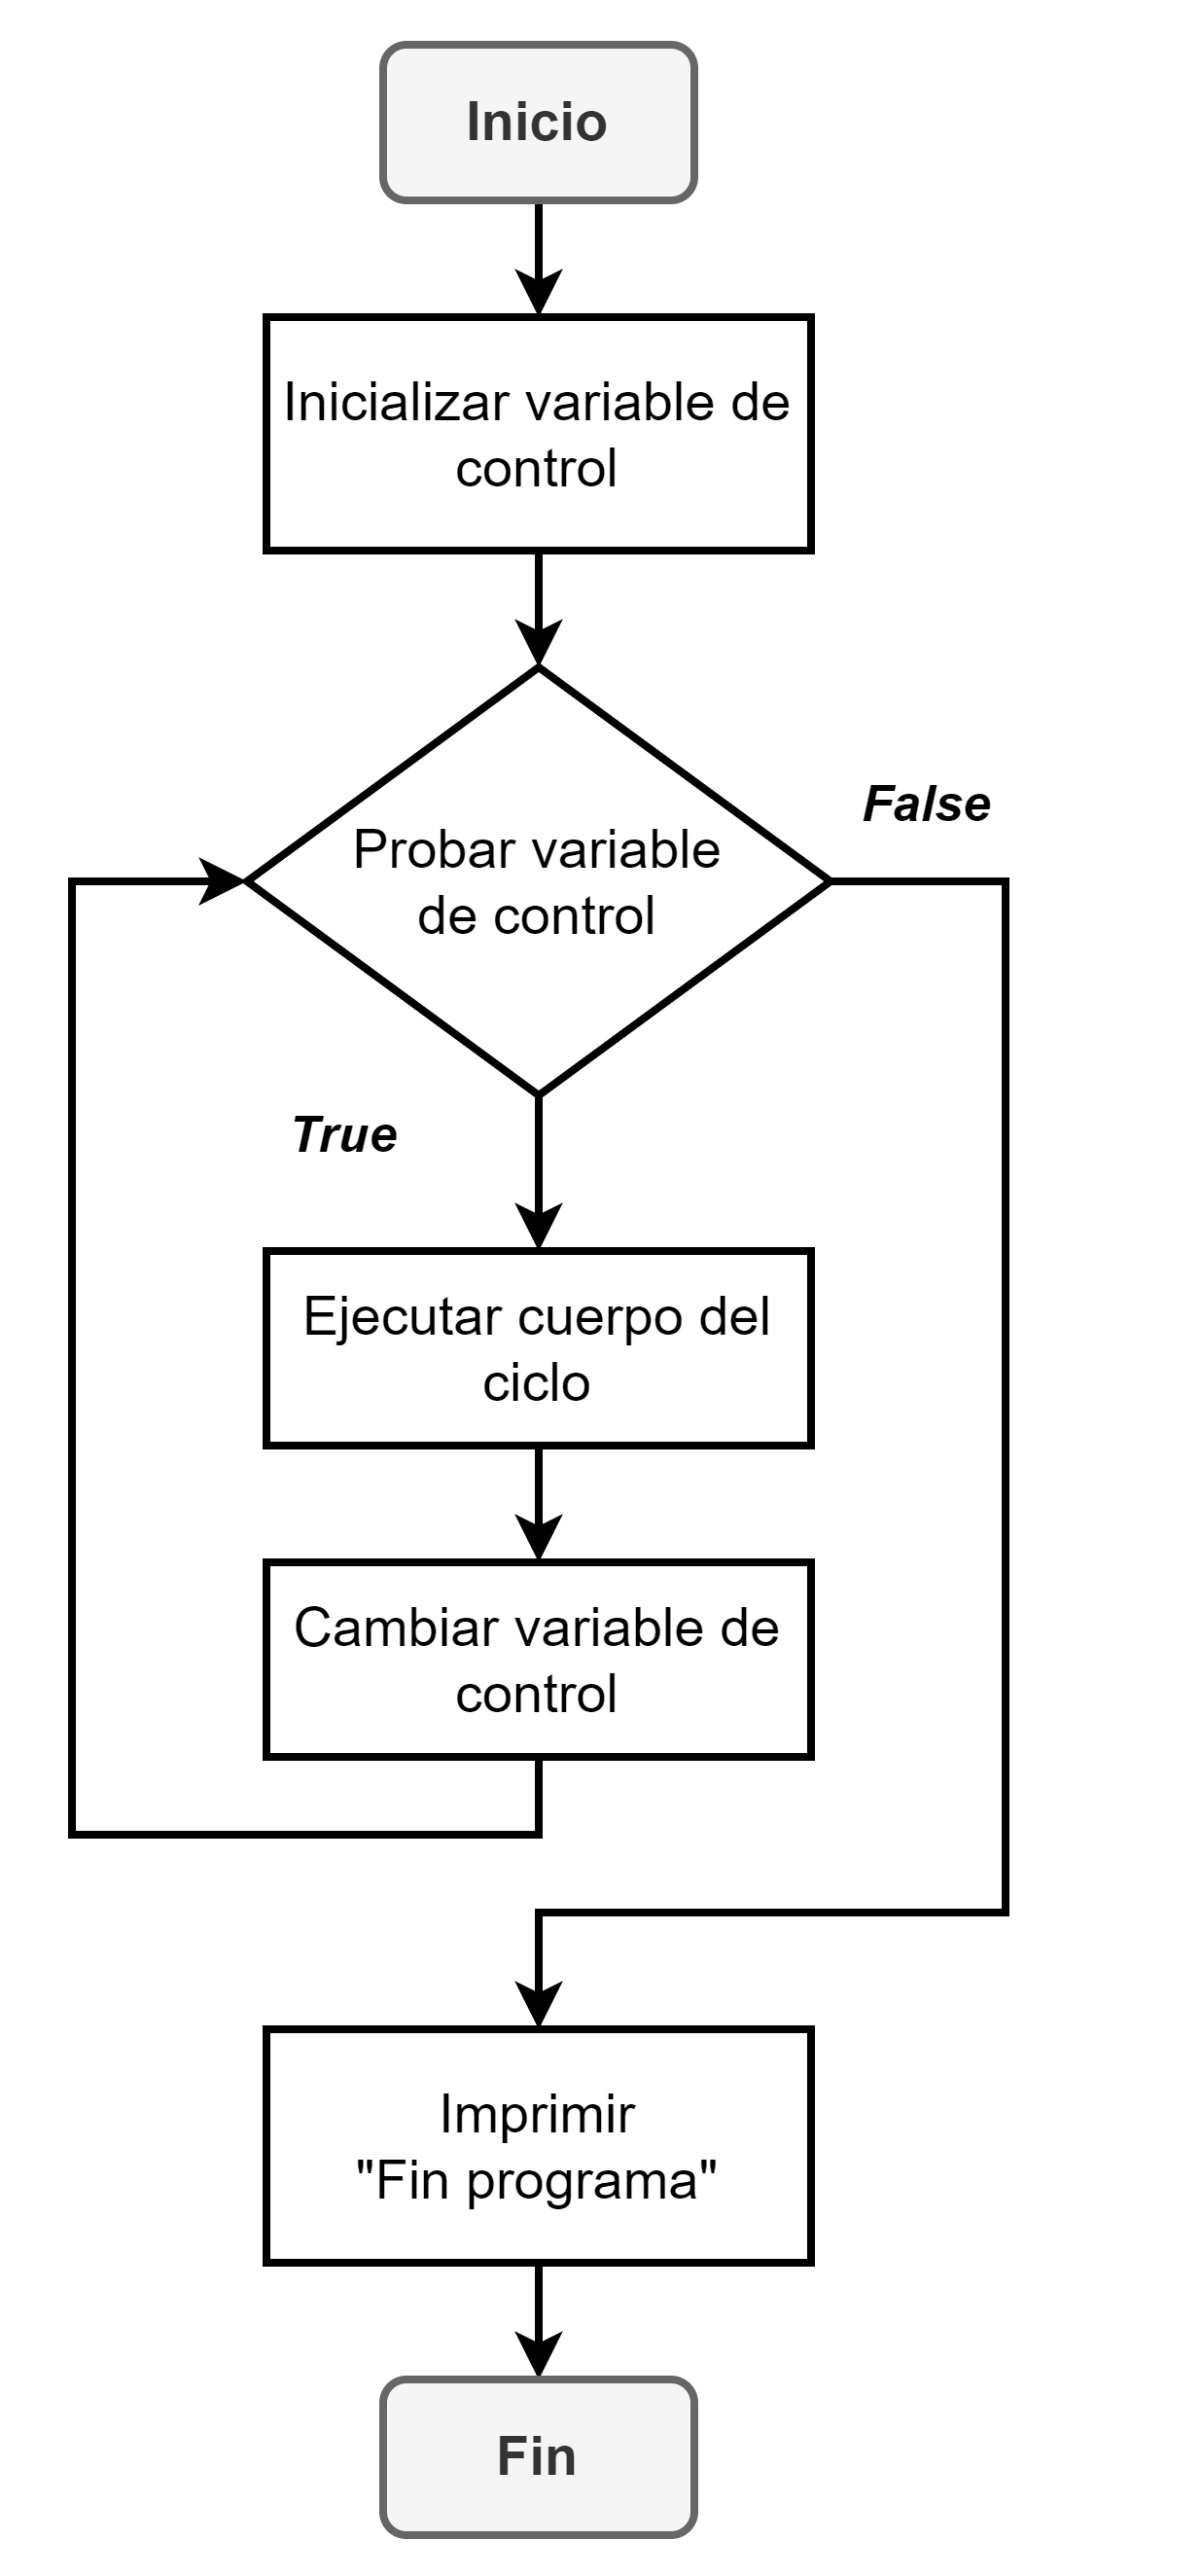 Inicio
Inicializar variable de
control
False
Probar variable
de control
True
Ejecutar cuerpo del
ciclo
Cambiar variable de
control
Imprimir
"Fin programa"
Fin